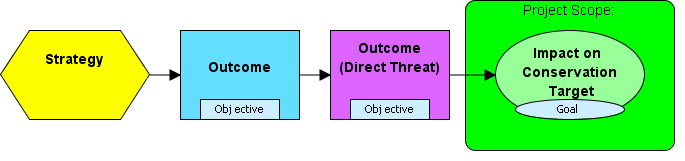 Strategy
Outcome
Objective
Outcome
(Direct Threat)
Objective
Project Scope:
Impact on
Conservation
Target
Goal